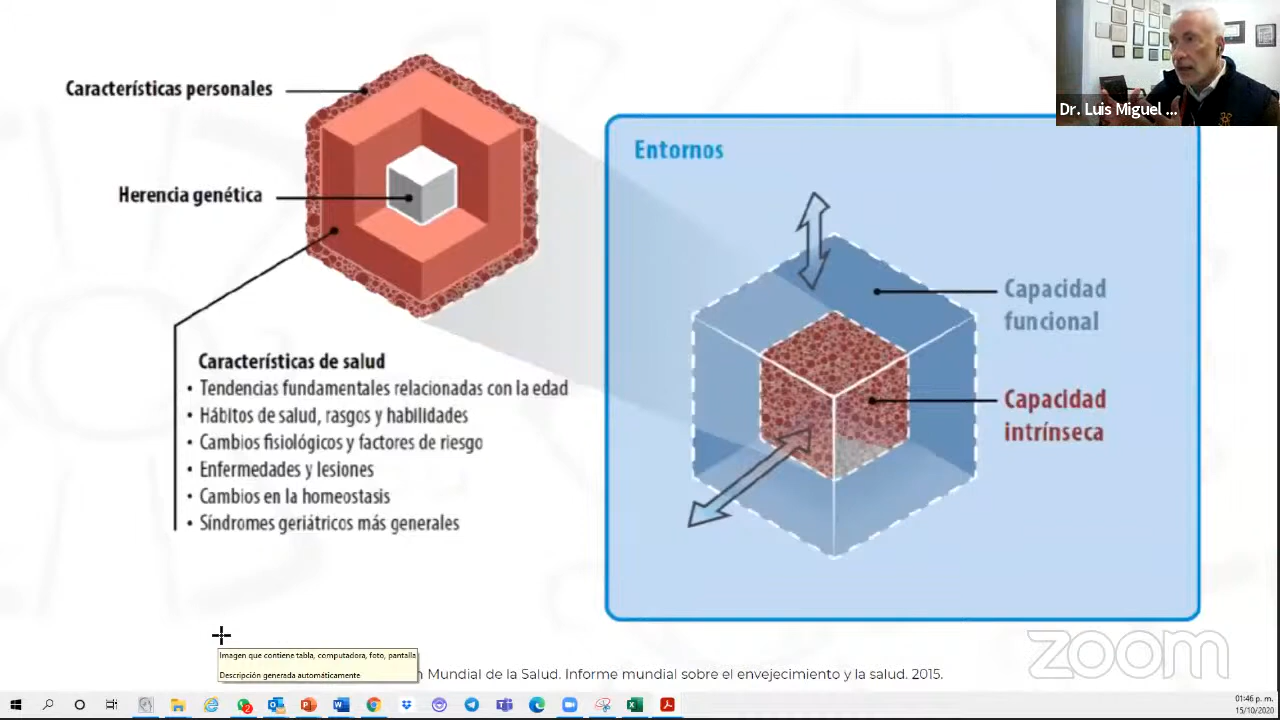 Dr. Luis Miguel ...
Características personales
Herencia genética
Características de salud
• Tendencias fundamentales relacionadas con la edad
• Hábitos de salud, rasgos y habilidades
• Cambios fisiológicos y factores de riesgo
• Enfermedades y lesiones
• Cambios en la homeostasis
• Síndromes geriátricos más generales
Entornos
Capacidad
funcional
Capacidad
intrínseca
zoom
Imagen que contiene tabla, computadora, foto, pantalla
Descripción generada automáticamente
n Mundial de la Salud. Informe mundial sobre el envejecimiento y la salud. 2015.
01:46 p. m.
15/10/2020